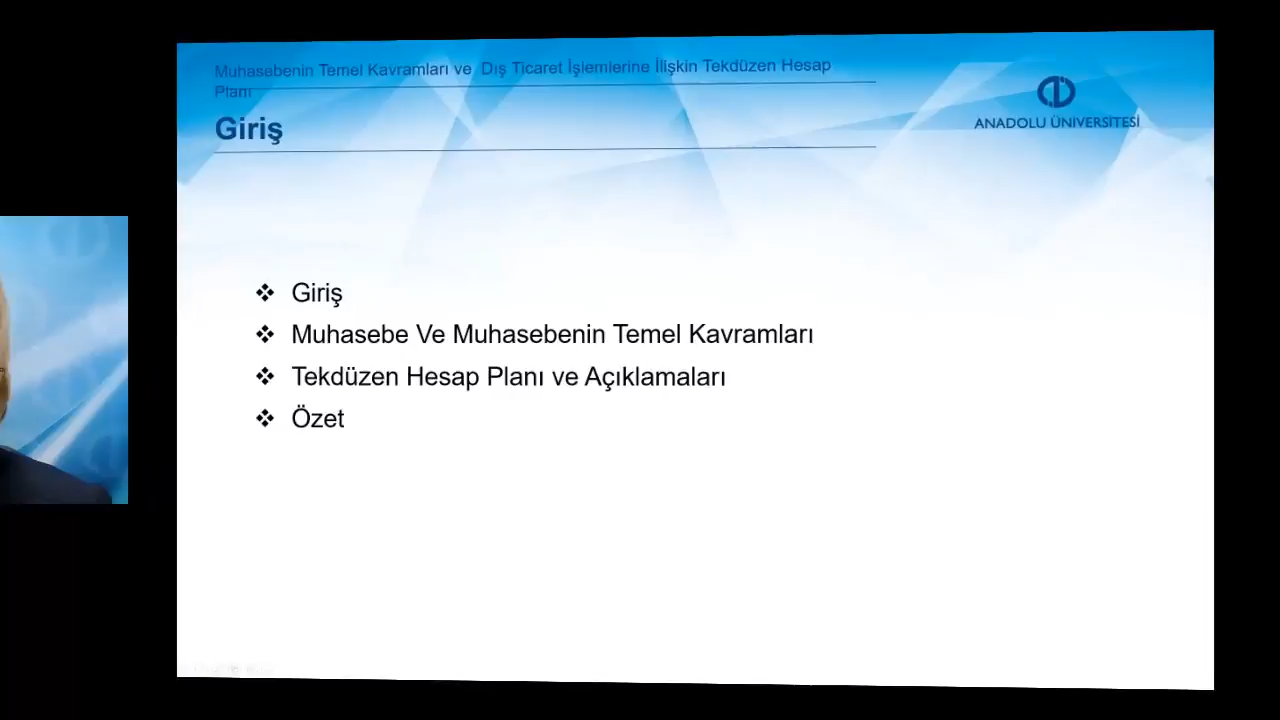 Muhasebenin Temel Kavramları ve Dış Ticaret İşlemlerine İlişkin Tekdüzen Hesap
Planı
Giriş
ANADOLU ÜNİVERSİTESİ
❖ Giriş
❖ Muhasebe Ve Muhasebenin Temel Kavramları
❖ Tekdüzen Hesap Planı ve Açıklamaları
❖ Özet